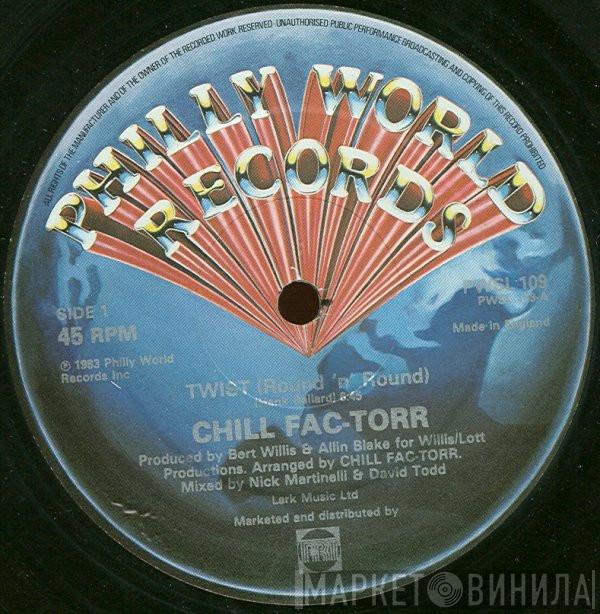 ALL RIGHTS OF THE MANUFACTURER AND OF THE OWNER OF THE RECORDED WORK RESERVED · UNAUTHORISED PUBLIC PERFORMANCE BROADCASTING AND COPYING OF THIS RECORD PROHIBITED
PHILLY WORLD
RECORDS
SIDE 1
45 RPM
PWSL 109
Made in England
℗ 1983 Philly World
Records Inc
TWIST (Round 'n' Round)
(Hank Ballard) 6:45
CHILL FAC-TORR
Produced by Bert Willis & Allin Blake for Willis/Lott
Productions. Arranged by CHILL FAC-TORR.
Mixed by Nick Martinelli & David Todd
Lark Music Ltd
Marketed and distributed by
МАРКЕТ ВИНИЛА